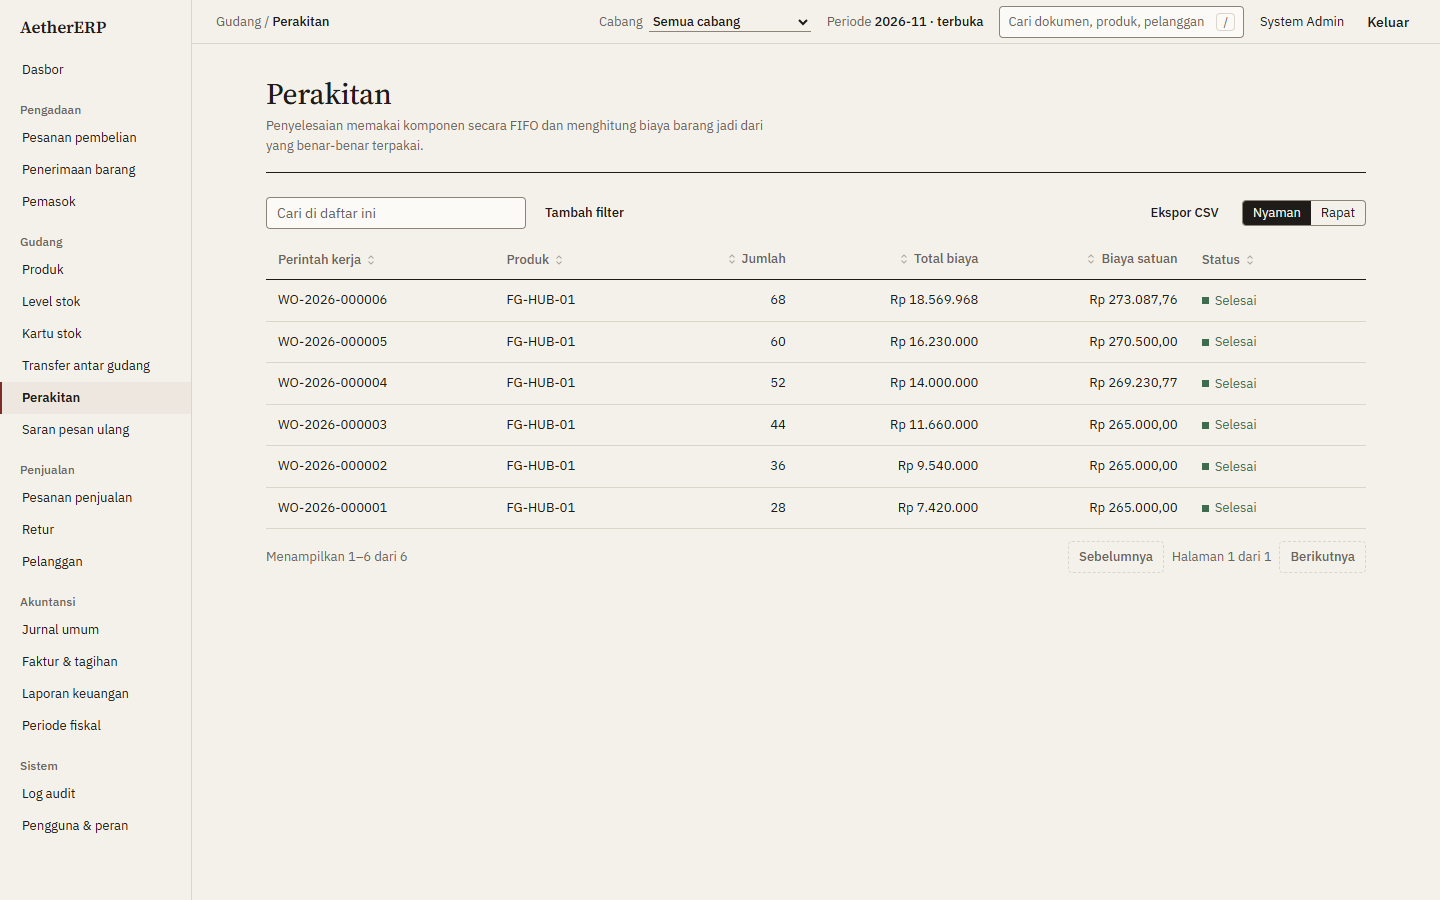 AetherERP
Dasbor
Pengadaan
Pesanan pembelian
Penerimaan barang
Pemasok
Gudang
Produk
Level stok
Kartu stok
Transfer antar gudang
Perakitan
Saran pesan ulang
Penjualan
Pesanan penjualan
Retur
Pelanggan
Akuntansi
Jurnal umum
Faktur & tagihan
Laporan keuangan
Periode fiskal
Sistem
Log audit
Pengguna & peran
Gudang / Perakitan
Cabang Semua cabang
Periode 2026-11 · terbuka
Cari dokumen, produk, pelanggan /
System Admin
Keluar
Perakitan
Penyelesaian memakai komponen secara FIFO dan menghitung biaya barang jadi dari
yang benar-benar terpakai.
Cari di daftar ini
Tambah filter
Ekspor CSV
Nyaman Rapat
Perintah kerja Produk Jumlah Total biaya Biaya satuan Status
WO-2026-000006 FG-HUB-01 68 Rp 18.569.968 Rp 273.087,76 Selesai
WO-2026-000005 FG-HUB-01 60 Rp 16.230.000 Rp 270.500,00 Selesai
WO-2026-000004 FG-HUB-01 52 Rp 14.000.000 Rp 269.230,77 Selesai
WO-2026-000003 FG-HUB-01 44 Rp 11.660.000 Rp 265.000,00 Selesai
WO-2026-000002 FG-HUB-01 36 Rp 9.540.000 Rp 265.000,00 Selesai
WO-2026-000001 FG-HUB-01 28 Rp 7.420.000 Rp 265.000,00 Selesai
Menampilkan 1–6 dari 6
Sebelumnya Halaman 1 dari 1 Berikutnya